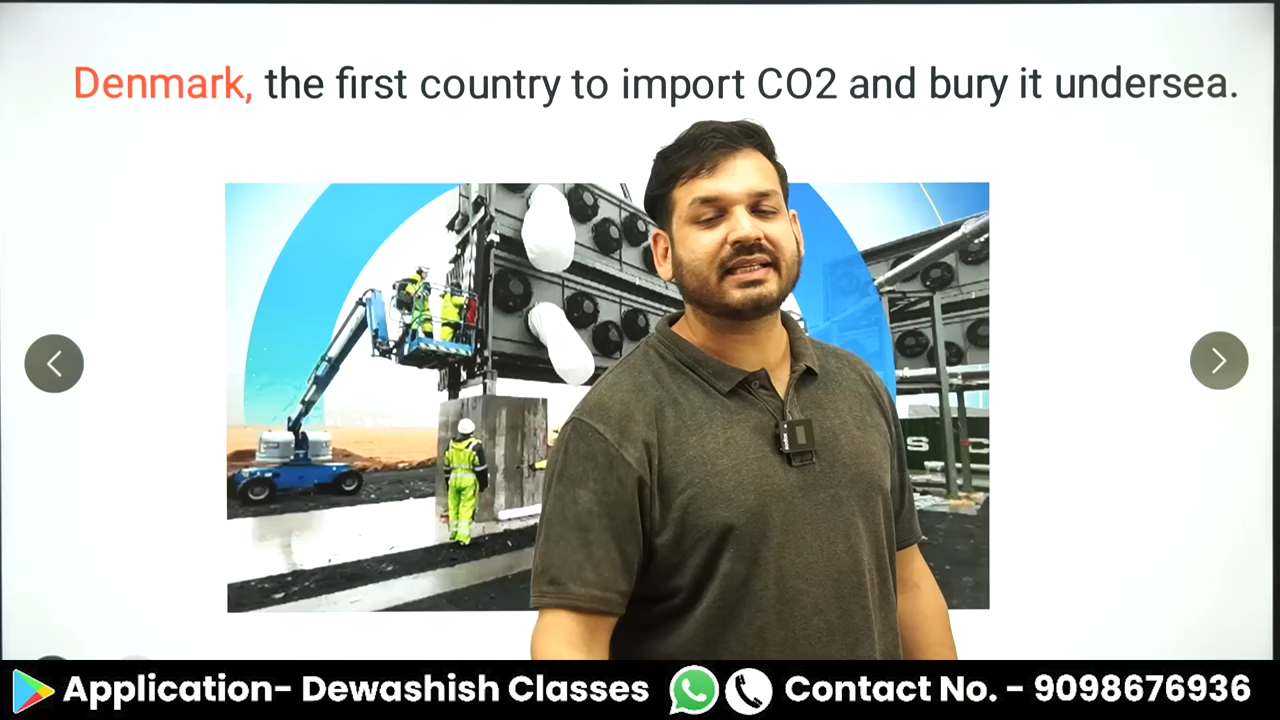 Denmark, the first country to import CO2 and bury it undersea.
S C
Application- Dewashish Classes Contact No. - 9098676936